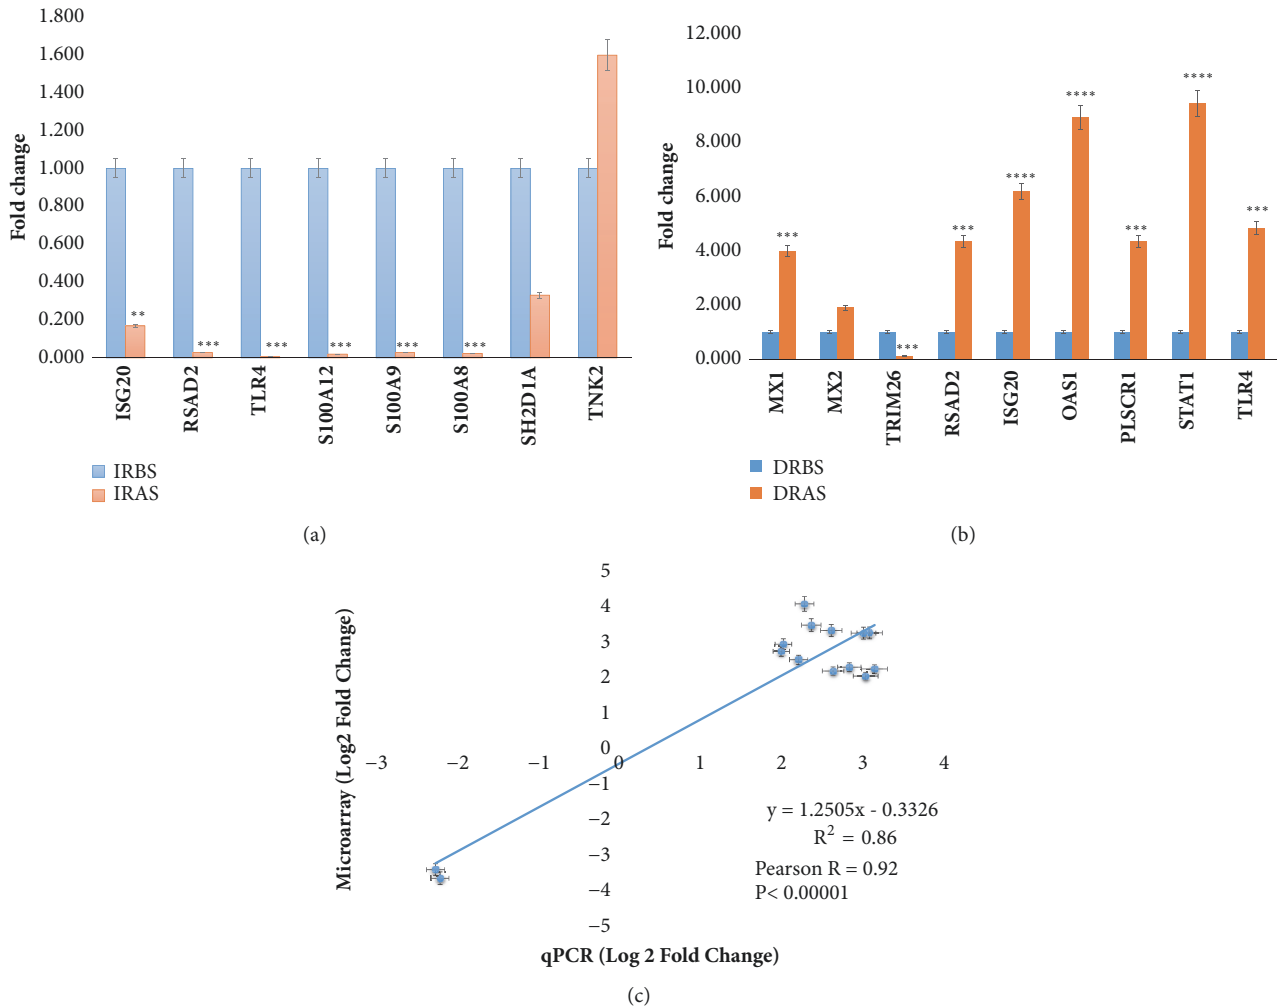 1.800
1.600
1.400
1.200
1.000
0.800
0.600
0.400
0.200
0.000
Fold change
**
***
***
***
***
***
ISG20
RSAD2
TLR4
S100A12
S100A9
S100A8
SH2D1A
TNK2
IRBS
IRAS
(a)
12.000
10.000
8.000
6.000
4.000
2.000
0.000
Fold change
***
***
***
****
****
***
****
***
MX1
MX2
TRIM26
RSAD2
ISG20
OAS1
PLSCR1
STAT1
TLR4
DRBS
DRAS
(b)
5
4
3
2
1
0
−1
−2
−3
−4
−5
Microarray (Log2 Fold Change)
−3 −2 −1 0 1 2 3 4
y = 1.2505x - 0.3326
R2 = 0.86
Pearson R = 0.92
P< 0.00001
qPCR (Log 2 Fold Change)
(c)